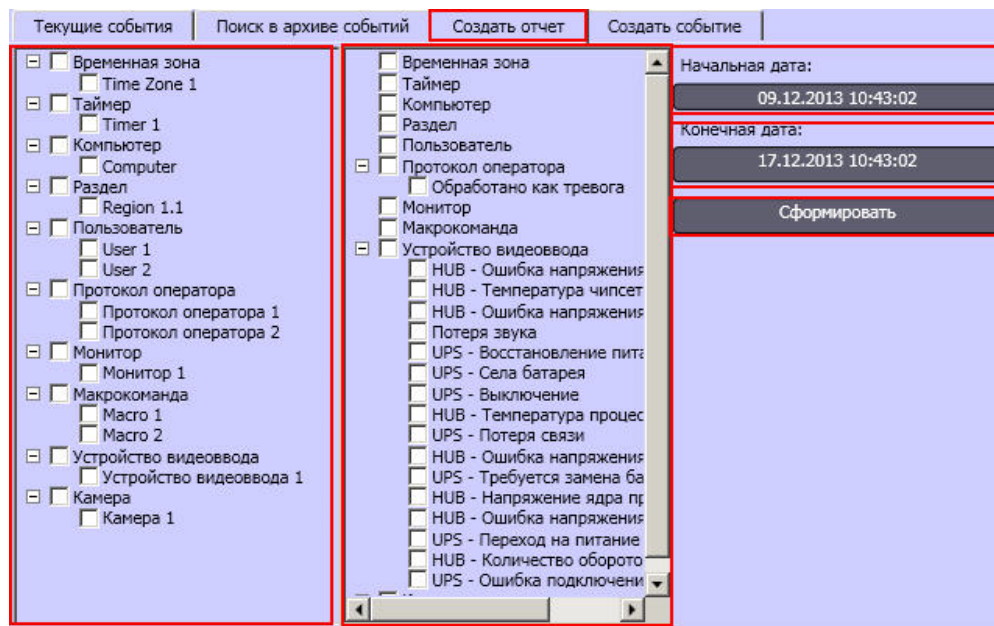 Текущие события
Поиск в архиве событий
Создать отчет
Создать событие
Временная зона
Time Zone 1
Таймер
Timer 1
Компьютер
Computer
Раздел
Region 1.1
Пользователь
User 1
User 2
Протокол оператора
Протокол оператора 1
Протокол оператора 2
Монитор
Монитор 1
Макрокоманда
Macro 1
Macro 2
Устройство видеоввода
Устройство видеоввода 1
Камера
Камера 1
Временная зона
Таймер
Компьютер
Раздел
Пользователь
Протокол оператора
Обработано как тревога
Монитор
Макрокоманда
Устройство видеоввода
HUB - Ошибка напряжения
HUB - Температура чипсет
HUB - Ошибка напряжения
Потеря звука
UPS - Восстановление пита
UPS - Села батарея
UPS - Выключение
HUB - Температура процес
UPS - Потеря связи
HUB - Ошибка напряжения
UPS - Требуется замена ба
HUB - Напряжение ядра пр
HUB - Ошибка напряжения
UPS - Переход на питание
HUB - Количество оборото
UPS - Ошибка подключени
Начальная дата:
09.12.2013 10:43:02
Конечная дата:
17.12.2013 10:43:02
Сформировать